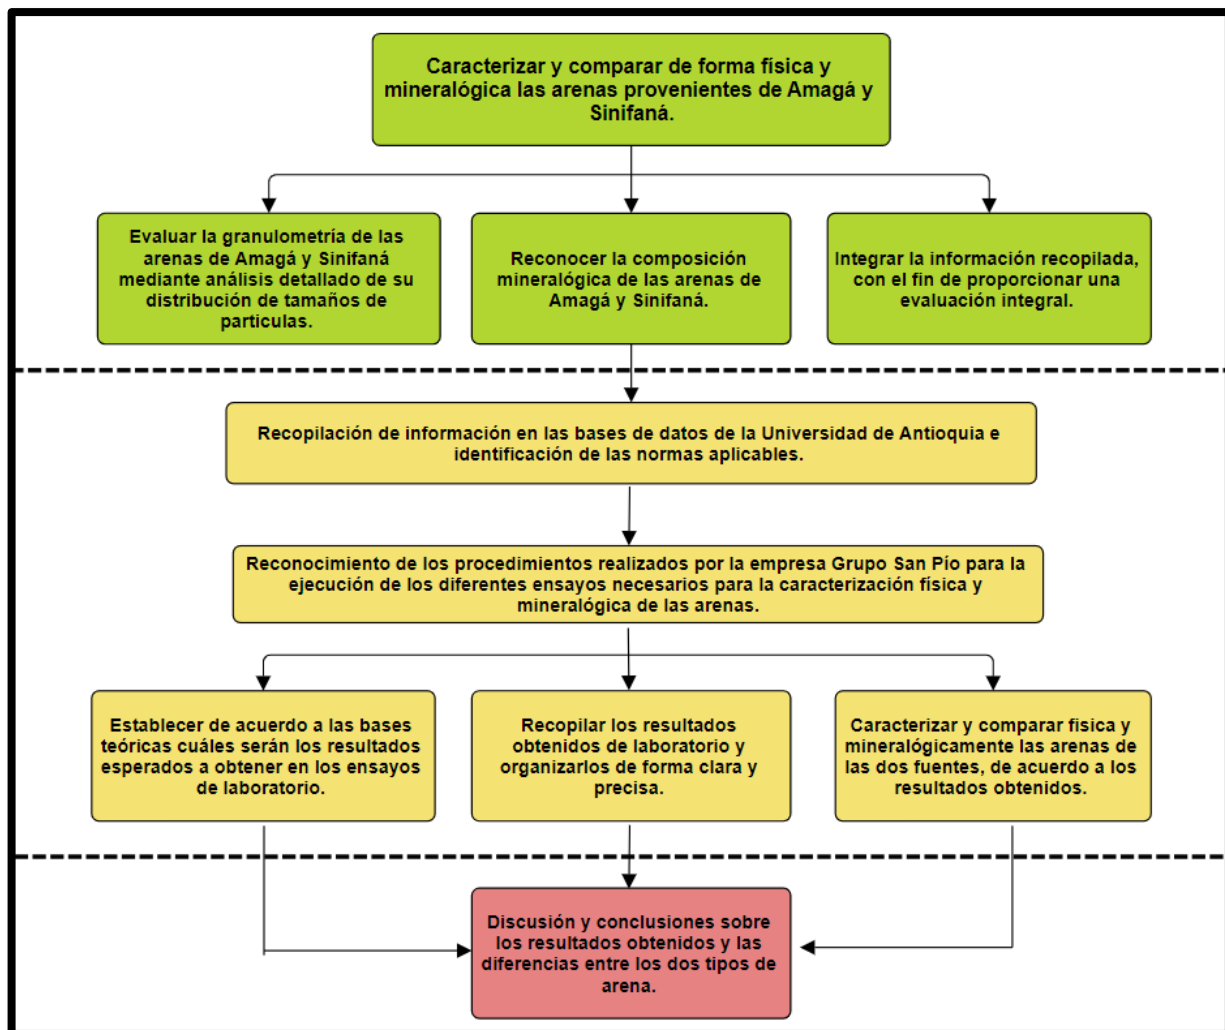 Caracterizar y comparar de forma física y
mineralógica las arenas provenientes de Amagá y
Sinifaná.
Evaluar la granulometría de las
arenas de Amagá y Sinifaná
mediante análisis detallado de su
distribución de tamaños de
particulas.
Reconocer la composición
mineralógica de las arenas de
Amagá y Sinifaná.
Integrar la información recopilada,
con el fin de proporcionar una
evaluación integral.
Recopilación de información en las bases de datos de la Universidad de Antioquia e
identificación de las normas aplicables.
Reconocimiento de los procedimientos realizados por la empresa Grupo San Pío para la
ejecución de los diferentes ensayos necesarios para la caracterización física y
mineralógica de las arenas.
Establecer de acuerdo a las bases
teóricas cuáles serán los resultados
esperados a obtener en los ensayos
de laboratorio.
Recopilar los resultados
obtenidos de laboratorio y
organizarlos de forma clara y
precisa.
Caracterizar y comparar física y
mineralógicamente las arenas de
las dos fuentes, de acuerdo a los
resultados obtenidos.
Discusión y conclusiones sobre
los resultados obtenidos y las
diferencias entre los dos tipos de
arena.